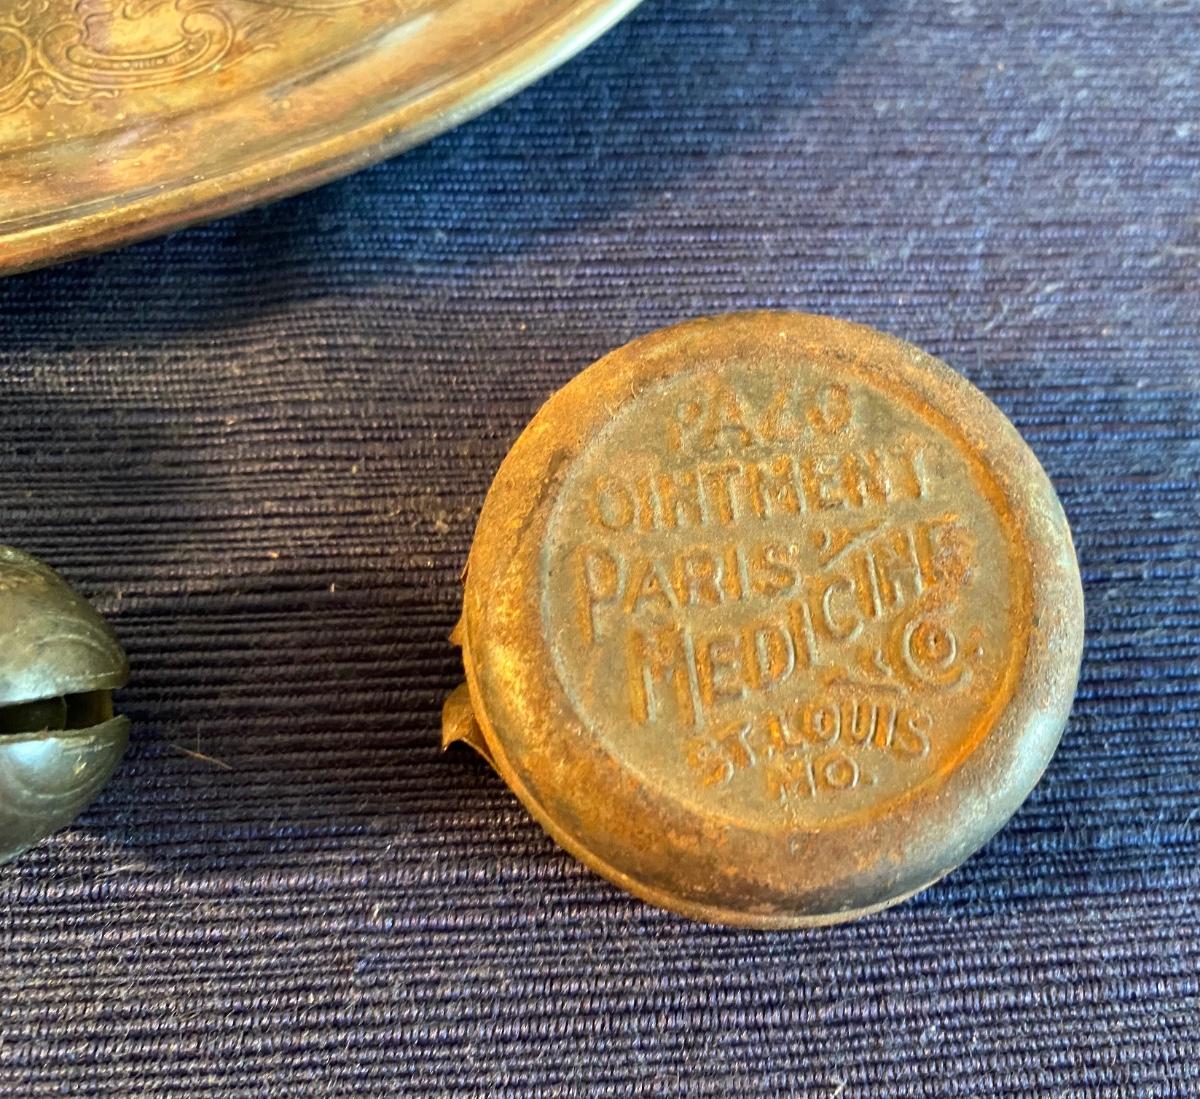 PAZO
OINTMENT
PARIS
MEDICINE
CO.
ST. LOUIS
MO.